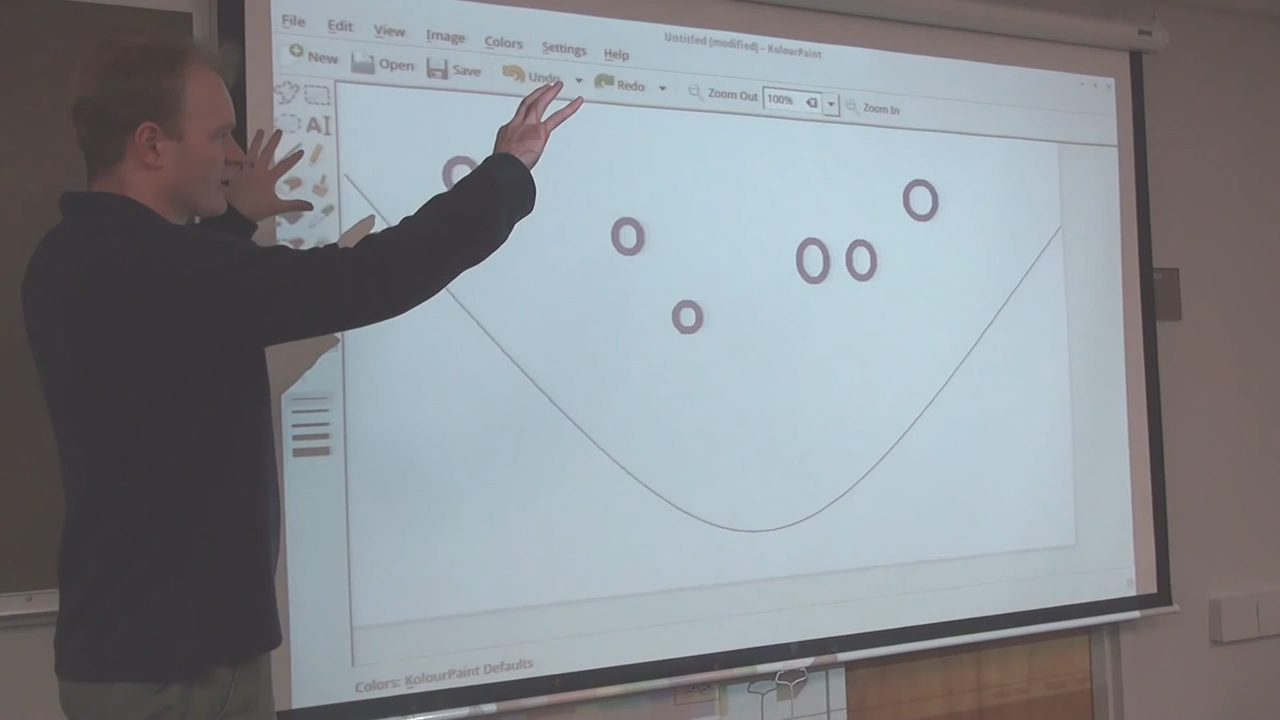 Untitled [modified] - KolourPaint
File Edit View Image Colors Settings Help
New Open Save Undo Redo Zoom Out 100% Zoom In
A
O
O
O
O
O O
Colors: KolourPaint Defaults